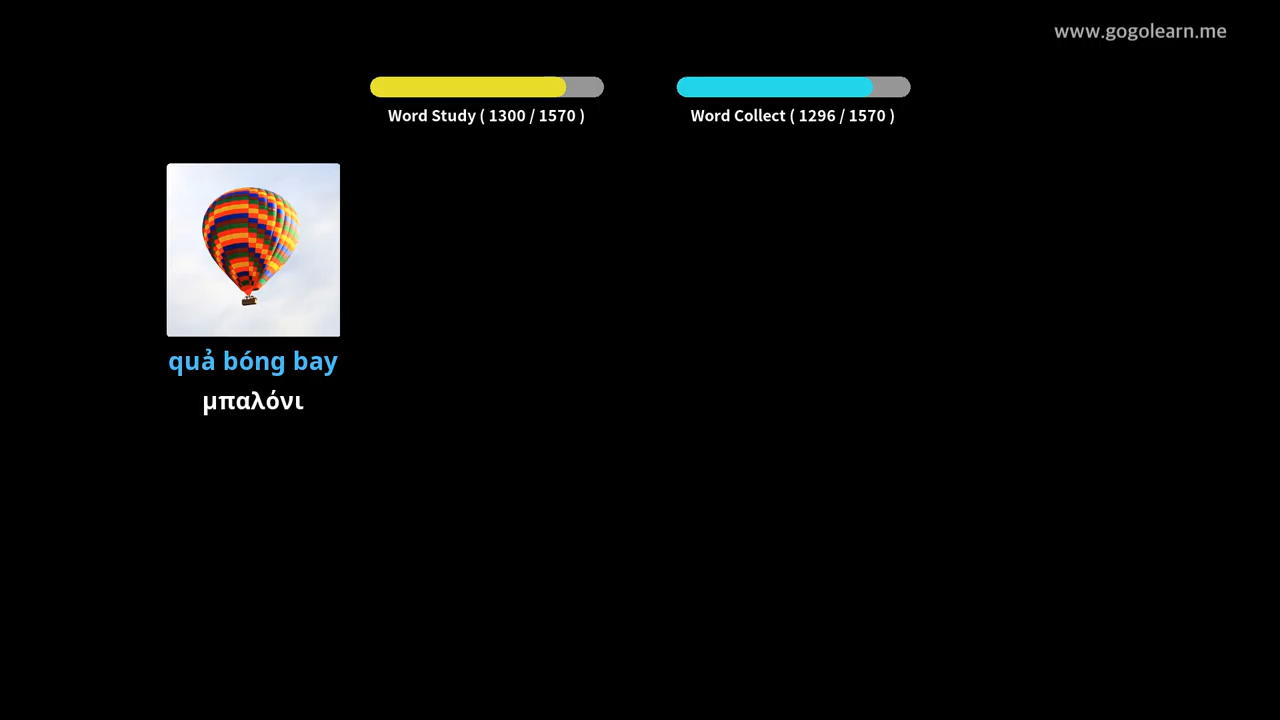 www.gogolearn.me
Word Study ( 1300 / 1570 )
Word Collect ( 1296 / 1570 )
quả bóng bay
μπαλόνι